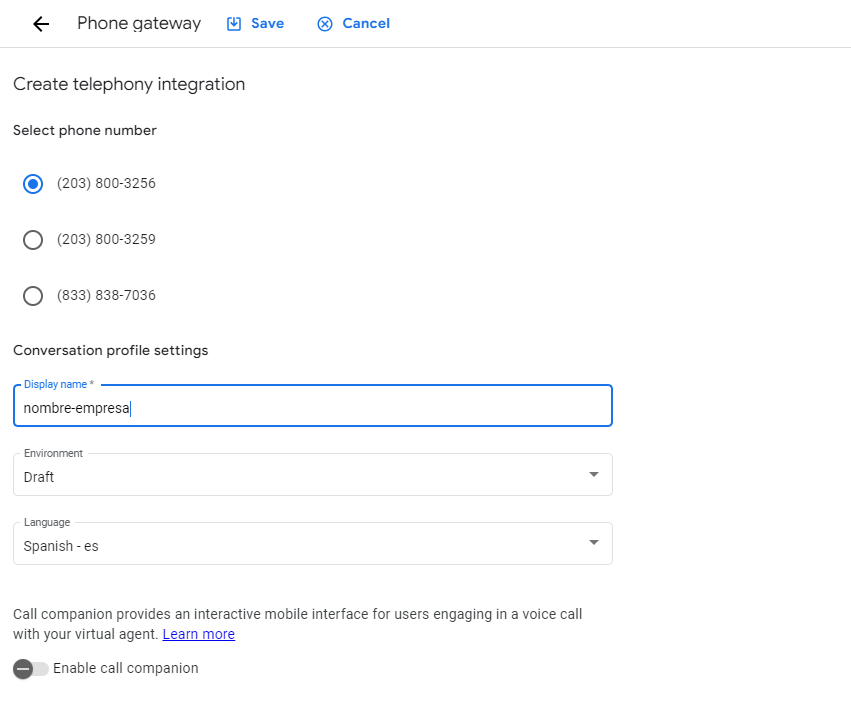 Phone gateway Save Cancel
Create telephony integration
Select phone number
(203) 800-3256
(203) 800-3259
(833) 838-7036
Conversation profile settings
Display name *
nombre-empresa
Environment
Draft
Language
Spanish - es
Call companion provides an interactive mobile interface for users engaging in a voice call
with your virtual agent. Learn more
Enable call companion